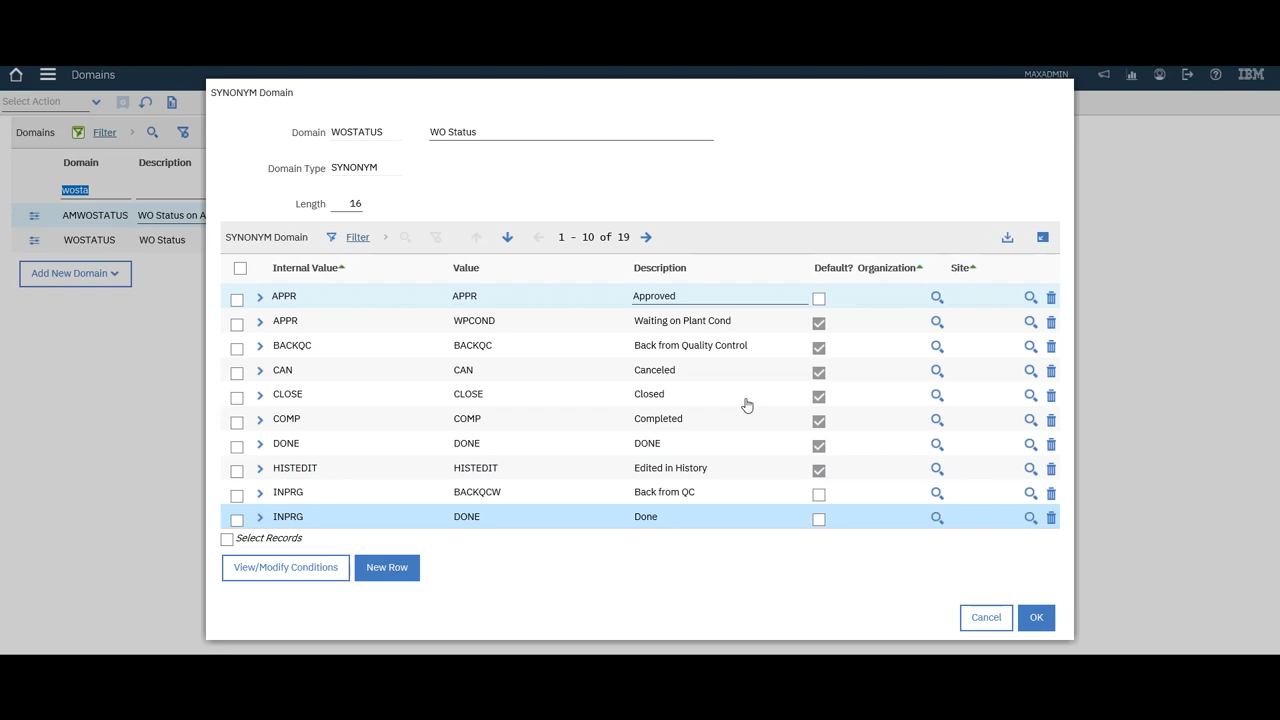 Domains
MAXADMIN
IBM
Select Action
SYNONYM Domain
Domains Filter
Domain Description
wosta
AMWOSTATUS WO Status on A
WOSTATUS WO Status
Add New Domain
Domain WOSTATUS WO Status
Domain Type SYNONYM
Length 16
SYNONYM Domain Filter 1 - 10 of 19
Internal Value Value Description Default? Organization Site
APPR APPR Approved
APPR WPCOND Waiting on Plant Cond
BACKQC BACKQC Back from Quality Control
CAN CAN Canceled
CLOSE CLOSE Closed
COMP COMP Completed
DONE DONE DONE
HISTEDIT HISTEDIT Edited in History
INPRG BACKQCW Back from QC
INPRG DONE Done
Select Records
View/Modify Conditions New Row
Cancel OK